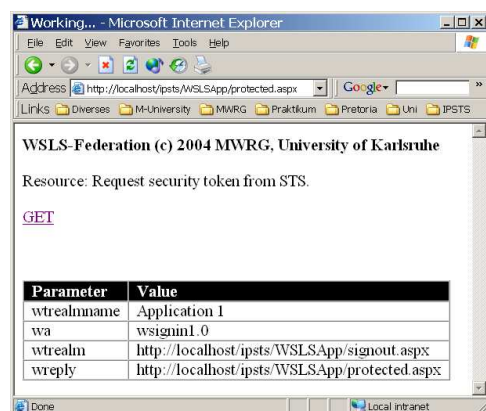 Working... - Microsoft Internet Explorer
File Edit View Favorites Tools Help
Address http://localhost/ipsts/WSLSApp/protected.aspx Google »
Links Diverses M-University MWRG Praktikum Pretoria Uni IPSTS
WSLS-Federation (c) 2004 MWRG, University of Karlsruhe
Resource: Request security token from STS.
GET
Parameter Value
wtrealmname Application 1
wa wsignin1.0
wtrealm http://localhost/ipsts/WSLSApp/signout.aspx
wreply http://localhost/ipsts/WSLSApp/protected.aspx
Done Local intranet